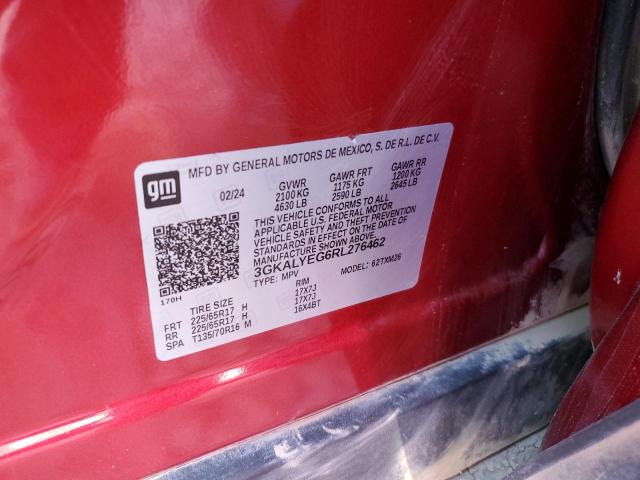 MFD BY GENERAL MOTORS DE MEXICO, S. DE R.L. DE C.V.
gm
02/24
GVWR GAWR FRT GAWR RR
2100 KG 1175 KG 1200 KG
4630 LB 2590 LB 2645 LB
THIS VEHICLE CONFORMS TO ALL
APPLICABLE U.S. FEDERAL MOTOR
VEHICLE SAFETY AND THEFT PREVENTION
STANDARDS IN EFFECT ON THE DATE OF
MANUFACTURE SHOWN ABOVE.
3GKALYEG6RL276462
TYPE: MPV MODEL: 62TXM26
170H
TIRE SIZE RIM
FRT 225/65R17 H 17X7J
RR 225/65R17 H 17X7J
SPA T135/70R16 M 16X4BT